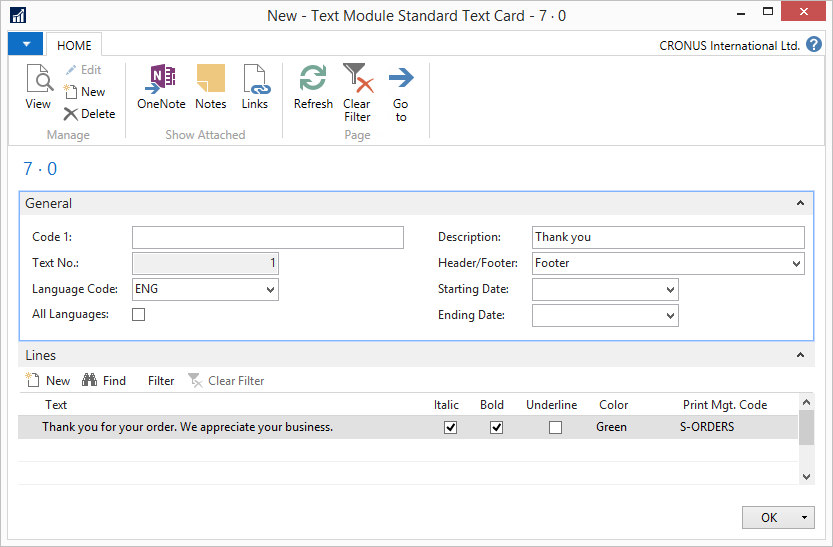 New - Text Module Standard Text Card - 7 · 0
HOME
CRONUS International Ltd.
?
View
Edit
New
Delete
Manage
N
OneNote
Notes
Links
Show Attached
Refresh
Clear
Filter
Go
to
Page
7 · 0
General
Code 1:
Description: Thank you
Text No.: 1
Header/Footer: Footer
Language Code: ENG
Starting Date:
All Languages:
Ending Date:
Lines
New Find Filter Clear Filter
Text Italic Bold Underline Color Print Mgt. Code
Thank you for your order. We appreciate your business. Green S-ORDERS
OK